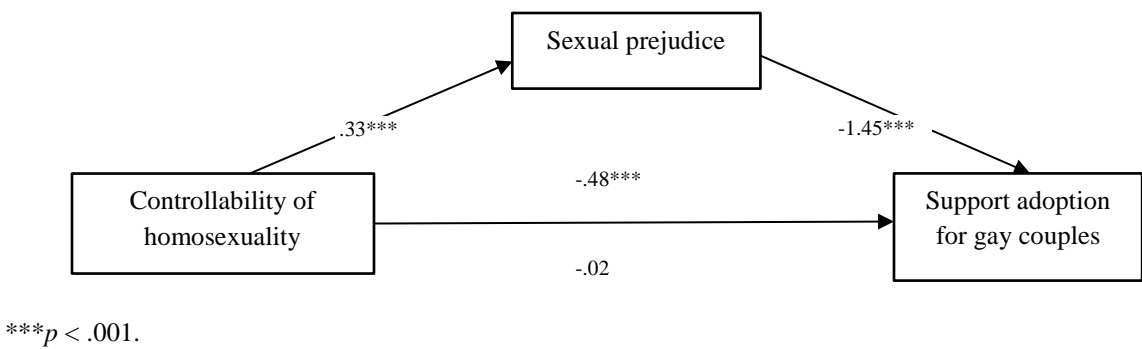 Sexual prejudice
.33***
-1.45***
-.48***
Controllability of
homosexuality
Support adoption
for gay couples
-.02
***p < .001.